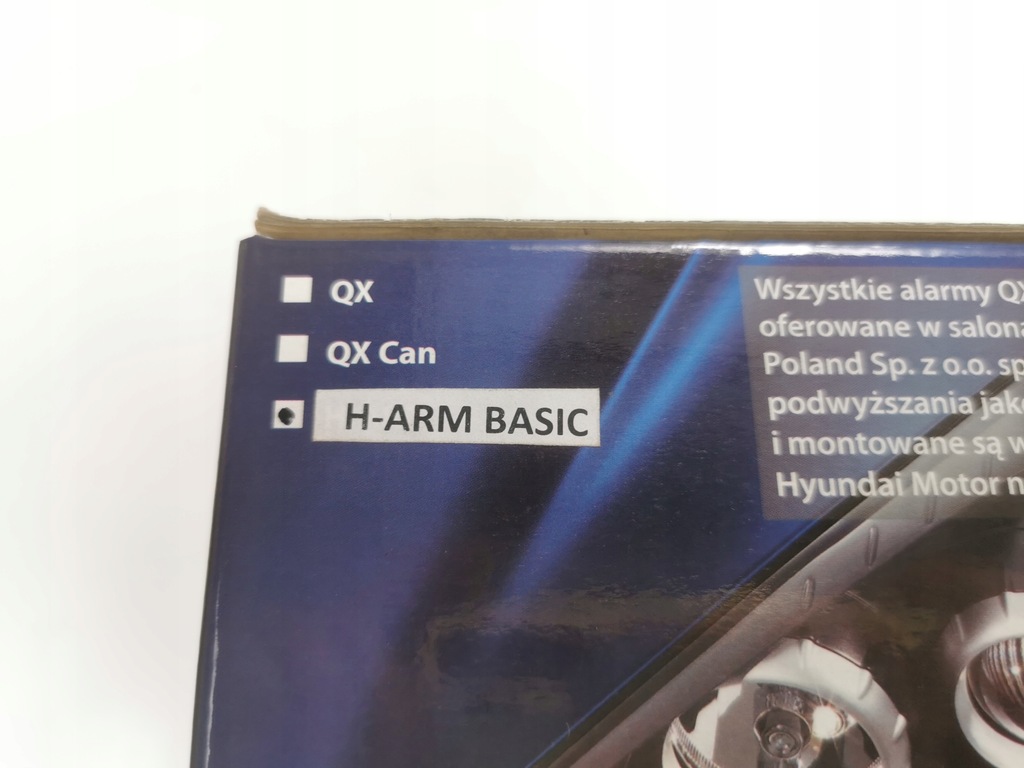 QX
QX Can
H-ARM BASIC
Wszystkie alarmy QX
oferowane w salona
Poland Sp. z o.o. sp
podwyższania jako
i montowane są w
Hyundai Motor n